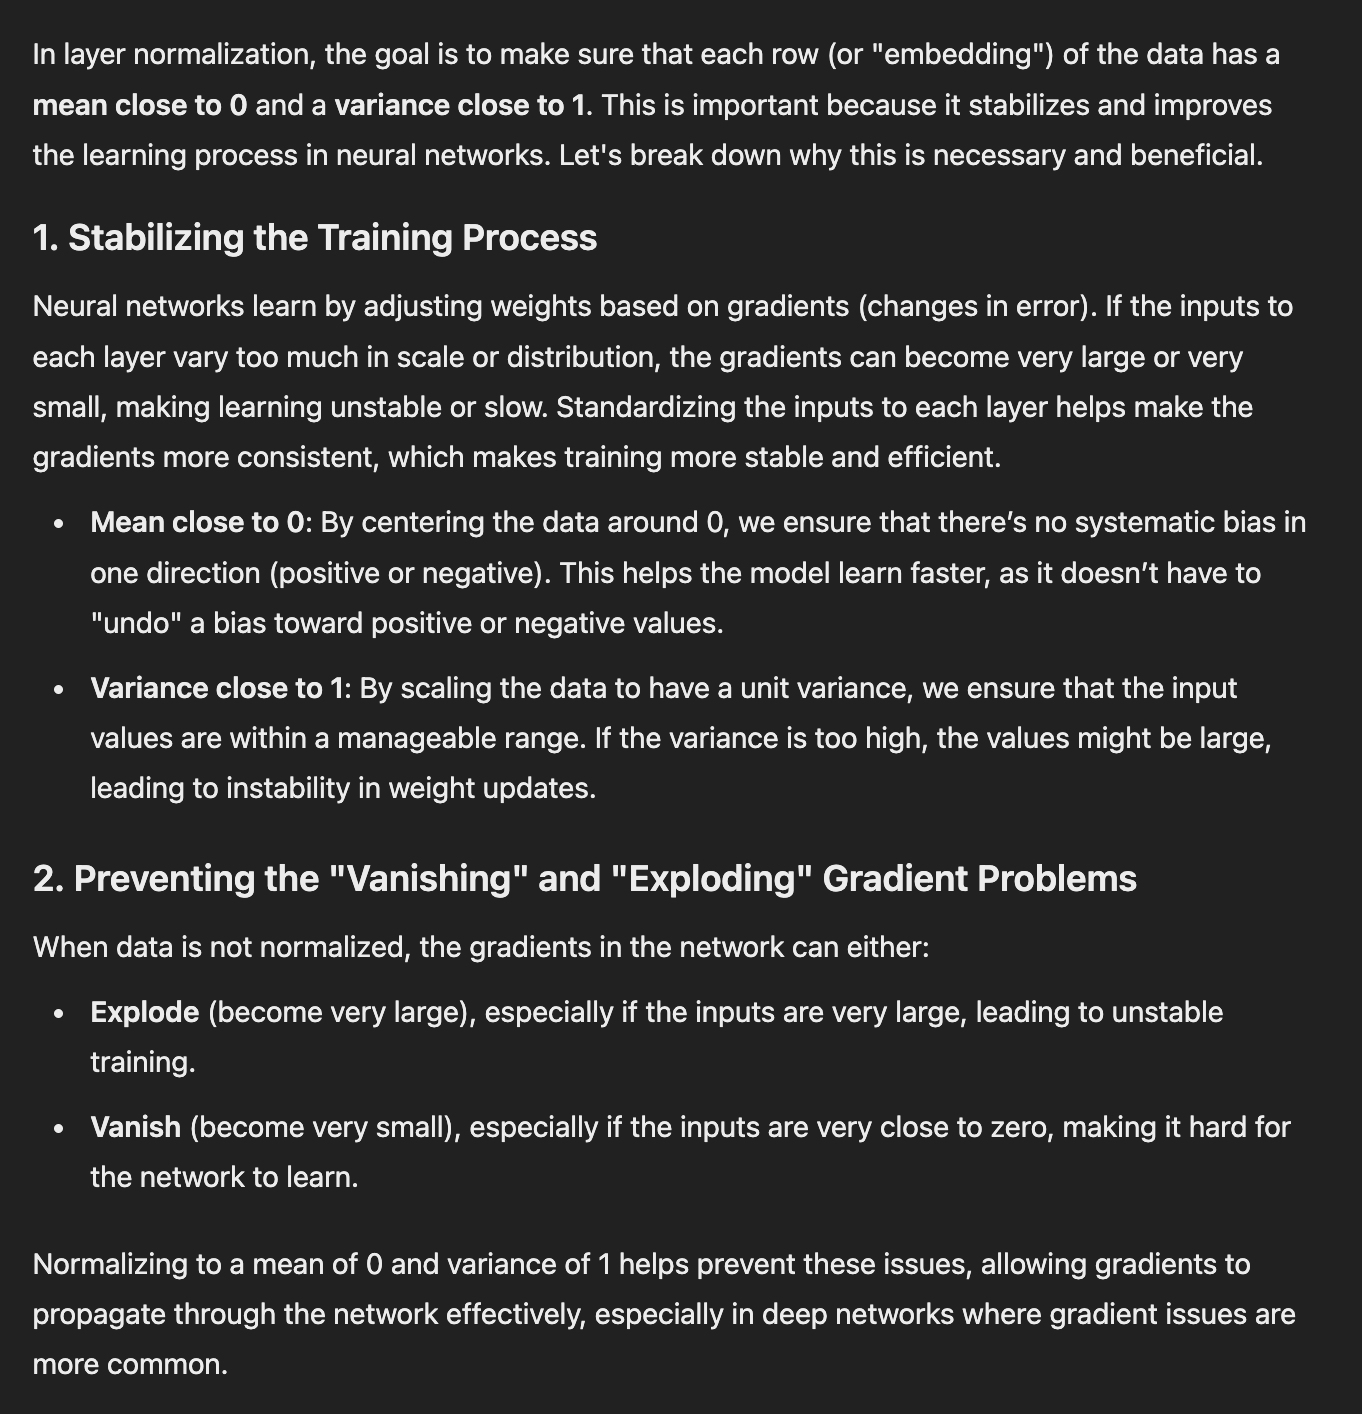 In layer normalization, the goal is to make sure that each row (or "embedding") of the data has a
mean close to 0 and a variance close to 1. This is important because it stabilizes and improves
the learning process in neural networks. Let's break down why this is necessary and beneficial.
1. Stabilizing the Training Process
Neural networks learn by adjusting weights based on gradients (changes in error). If the inputs to
each layer vary too much in scale or distribution, the gradients can become very large or very
small, making learning unstable or slow. Standardizing the inputs to each layer helps make the
gradients more consistent, which makes training more stable and efficient.
• Mean close to 0: By centering the data around 0, we ensure that there’s no systematic bias in
one direction (positive or negative). This helps the model learn faster, as it doesn’t have to
"undo" a bias toward positive or negative values.
• Variance close to 1: By scaling the data to have a unit variance, we ensure that the input
values are within a manageable range. If the variance is too high, the values might be large,
leading to instability in weight updates.
2. Preventing the "Vanishing" and "Exploding" Gradient Problems
When data is not normalized, the gradients in the network can either:
• Explode (become very large), especially if the inputs are very large, leading to unstable
training.
• Vanish (become very small), especially if the inputs are very close to zero, making it hard for
the network to learn.
Normalizing to a mean of 0 and variance of 1 helps prevent these issues, allowing gradients to
propagate through the network effectively, especially in deep networks where gradient issues are
more common.